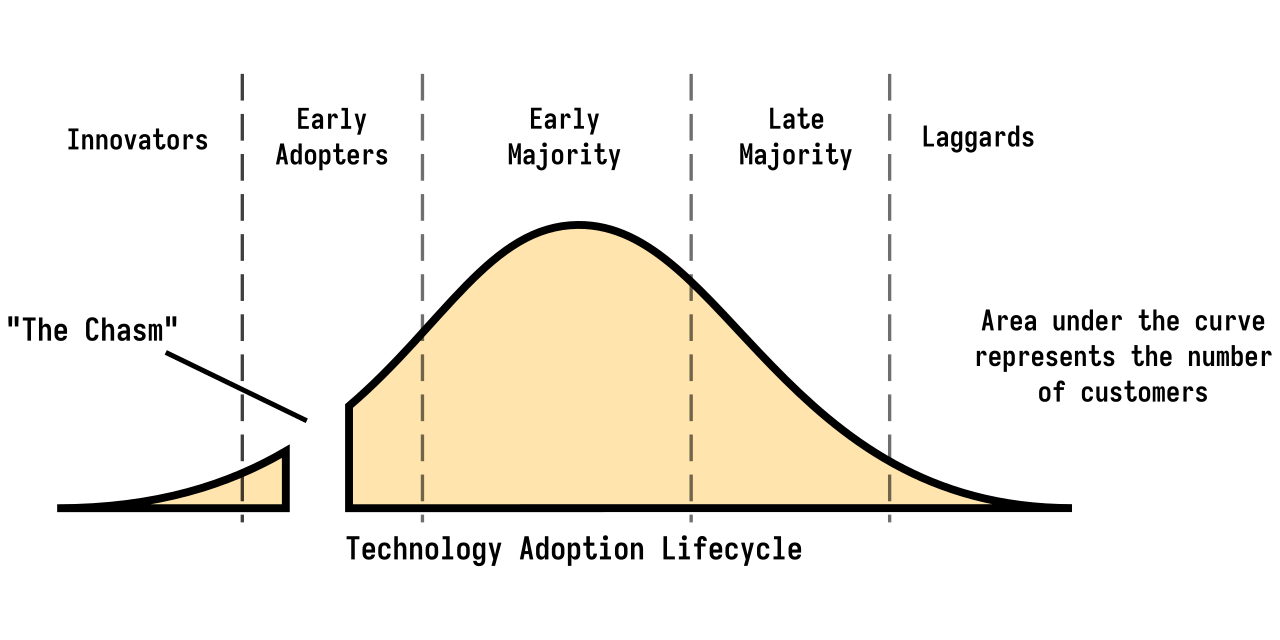 Innovators
Early
Adopters
Early
Majority
Late
Majority
Laggards
"The Chasm"
Area under the curve
represents the number
of customers
Technology Adoption Lifecycle